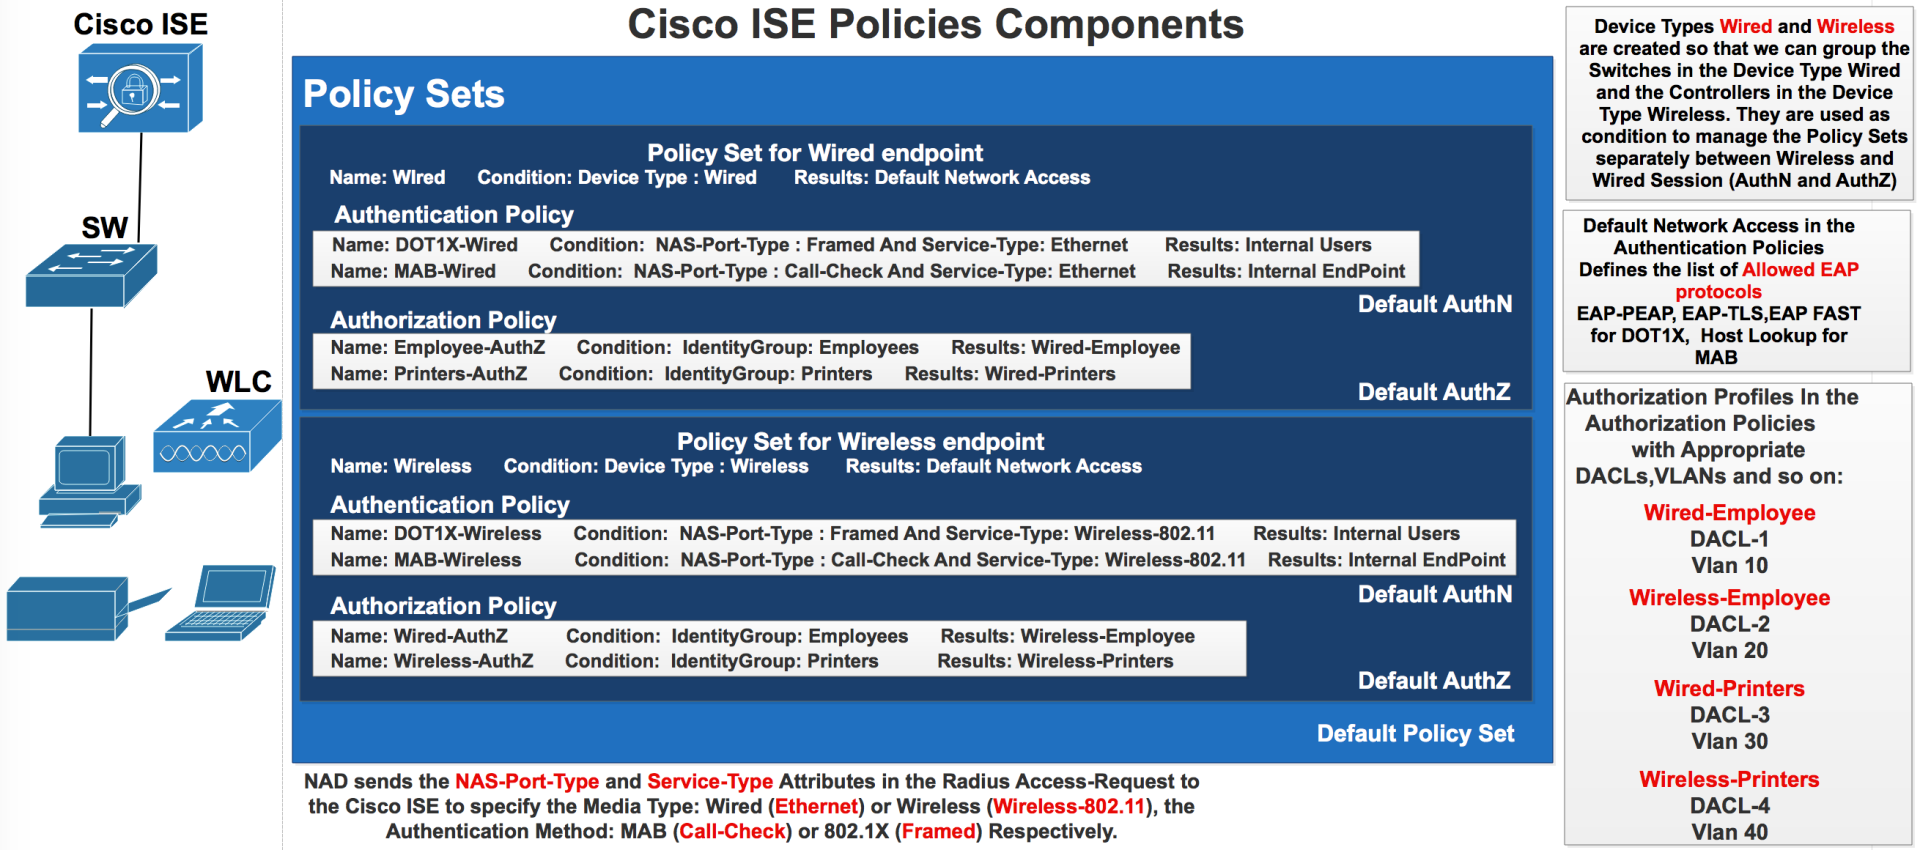 Cisco ISE Policies Components
Cisco ISE
SW
WLC
Policy Sets
Policy Set for Wired endpoint
Name: WIred Condition: Device Type : Wired Results: Default Network Access
Authentication Policy
Name: DOT1X-Wired Condition: NAS-Port-Type : Framed And Service-Type: Ethernet Results: Internal Users
Name: MAB-Wired Condition: NAS-Port-Type : Call-Check And Service-Type: Ethernet Results: Internal EndPoint
Default AuthN
Authorization Policy
Name: Employee-AuthZ Condition: IdentityGroup: Employees Results: Wired-Employee
Name: Printers-AuthZ Condition: IdentityGroup: Printers Results: Wired-Printers
Default AuthZ
Policy Set for Wireless endpoint
Name: Wireless Condition: Device Type : Wireless Results: Default Network Access
Authentication Policy
Name: DOT1X-Wireless Condition: NAS-Port-Type : Framed And Service-Type: Wireless-802.11 Results: Internal Users
Name: MAB-Wireless Condition: NAS-Port-Type : Call-Check And Service-Type: Wireless-802.11 Results: Internal EndPoint
Default AuthN
Authorization Policy
Name: Wired-AuthZ Condition: IdentityGroup: Employees Results: Wireless-Employee
Name: Wireless-AuthZ Condition: IdentityGroup: Printers Results: Wireless-Printers
Default AuthZ
Default Policy Set
NAD sends the NAS-Port-Type and Service-Type Attributes in the Radius Access-Request to
the Cisco ISE to specify the Media Type: Wired (Ethernet) or Wireless (Wireless-802.11), the
Authentication Method: MAB (Call-Check) or 802.1X (Framed) Respectively.
Device Types Wired and Wireless
are created so that we can group the
Switches in the Device Type Wired
and the Controllers in the Device
Type Wireless. They are used as
condition to manage the Policy Sets
separately between Wireless and
Wired Session (AuthN and AuthZ)
Default Network Access in the
Authentication Policies
Defines the list of Allowed EAP
protocols
EAP-PEAP, EAP-TLS,EAP FAST
for DOT1X, Host Lookup for
MAB
Authorization Profiles In the
Authorization Policies
with Appropriate
DACLs,VLANs and so on:
Wired-Employee
DACL-1
Vlan 10
Wireless-Employee
DACL-2
Vlan 20
Wired-Printers
DACL-3
Vlan 30
Wireless-Printers
DACL-4
Vlan 40